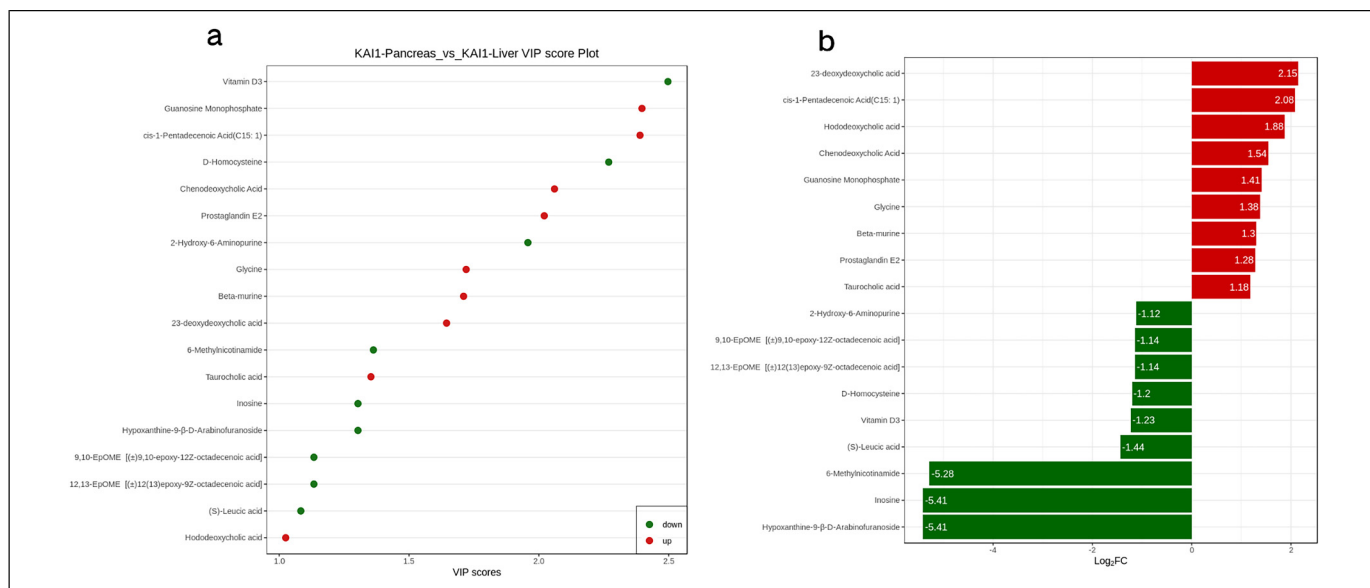 a
KAI1-Pancreas_vs_KAI1-Liver VIP score Plot
Vitamin D3
Guanosine Monophosphate
cis-1-Pentadecenoic Acid(C15: 1)
D-Homocysteine
Chenodeoxycholic Acid
Prostaglandin E2
2-Hydroxy-6-Aminopurine
Glycine
Beta-murine
23-deoxydeoxycholic acid
6-Methylnicotinamide
Taurocholic acid
Inosine
Hypoxanthine-9-β-D-Arabinofuranoside
9,10-EpOME [(±)9,10-epoxy-12Z-octadecenoic acid]
12,13-EpOME [(±)12(13)epoxy-9Z-octadecenoic acid]
(S)-Leucic acid
Hododeoxycholic acid
down
up
1.0 1.5 2.0 2.5
VIP scores
b
23-deoxydeoxycholic acid 2.15
cis-1-Pentadecenoic Acid(C15: 1) 2.08
Hododeoxycholic acid 1.88
Chenodeoxycholic Acid 1.54
Guanosine Monophosphate 1.41
Glycine 1.38
Beta-murine 1.3
Prostaglandin E2 1.28
Taurocholic acid 1.18
2-Hydroxy-6-Aminopurine -1.12
9,10-EpOME [(±)9,10-epoxy-12Z-octadecenoic acid] -1.14
12,13-EpOME [(±)12(13)epoxy-9Z-octadecenoic acid] -1.14
D-Homocysteine -1.2
Vitamin D3 -1.23
(S)-Leucic acid -1.44
6-Methylnicotinamide -5.28
Inosine -5.41
Hypoxanthine-9-β-D-Arabinofuranoside -5.41
-4 -2 0 2
Log₂FC